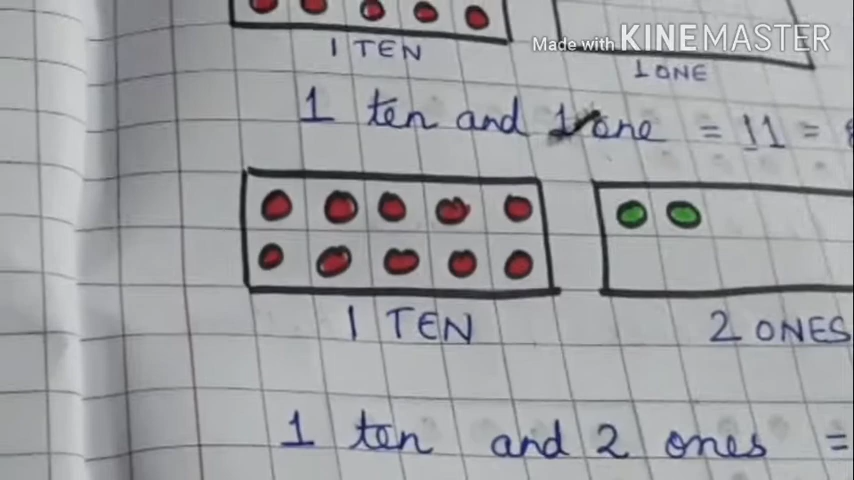 Made with KINEMASTER
1 TEN
1 ONE
1 ten and 1 one = 11 =
1 TEN
2 ONES
1 ten and 2 ones =